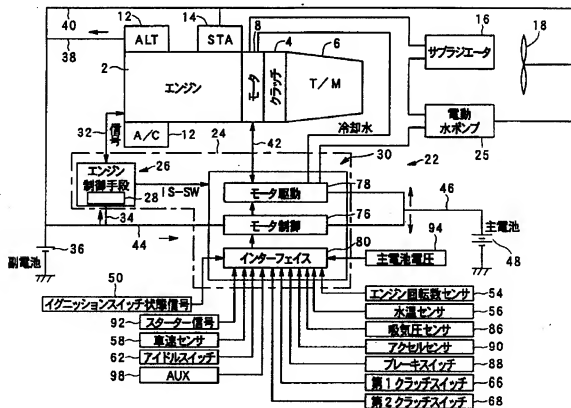 12
14
8
4
6
16
18
40
38
2
ALT
STA
エンジン
モータ
クラッチ
T/M
サブラジエータ
電動
水ポンプ
25
冷却水
32
信号
A/C
12
24
42
30
22
26
エンジン
制御手段
28
IS-SW
34
44
36
副電池
モータ駆動
78
モータ制御
76
インターフェイス
80
46
94
主電池電圧
主電池
48
50
イグニッションスイッチ状態信号
92
スターター信号
58
車速センサ
62
アイドルスイッチ
98
AUX
エンジン回転数センサ
54
水温センサ
56
吸気圧センサ
86
アクセルセンサ
90
ブレーキスイッチ
88
第1クラッチスイッチ
66
第2クラッチスイッチ
68